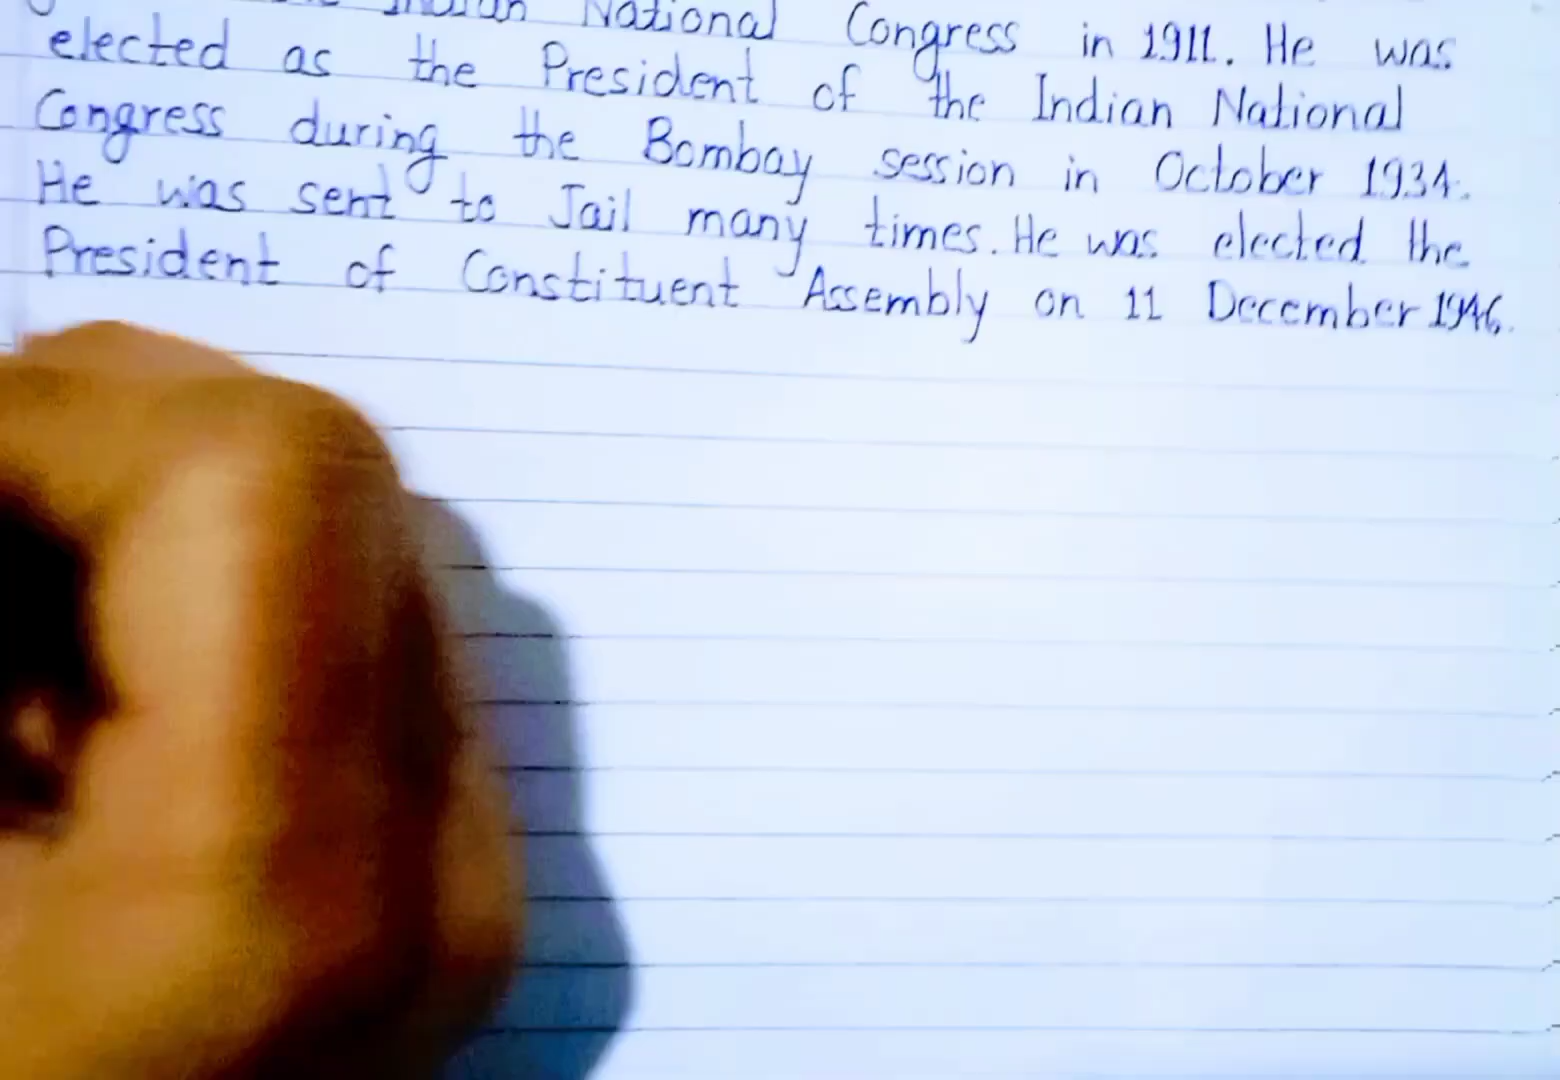 Indian National Congress in 1911. He was
elected as the President of the Indian National
Congress during the Bombay session in October 1934.
He was sent to Jail many times. He was elected the
President of Constituent Assembly on 11 December 1946.